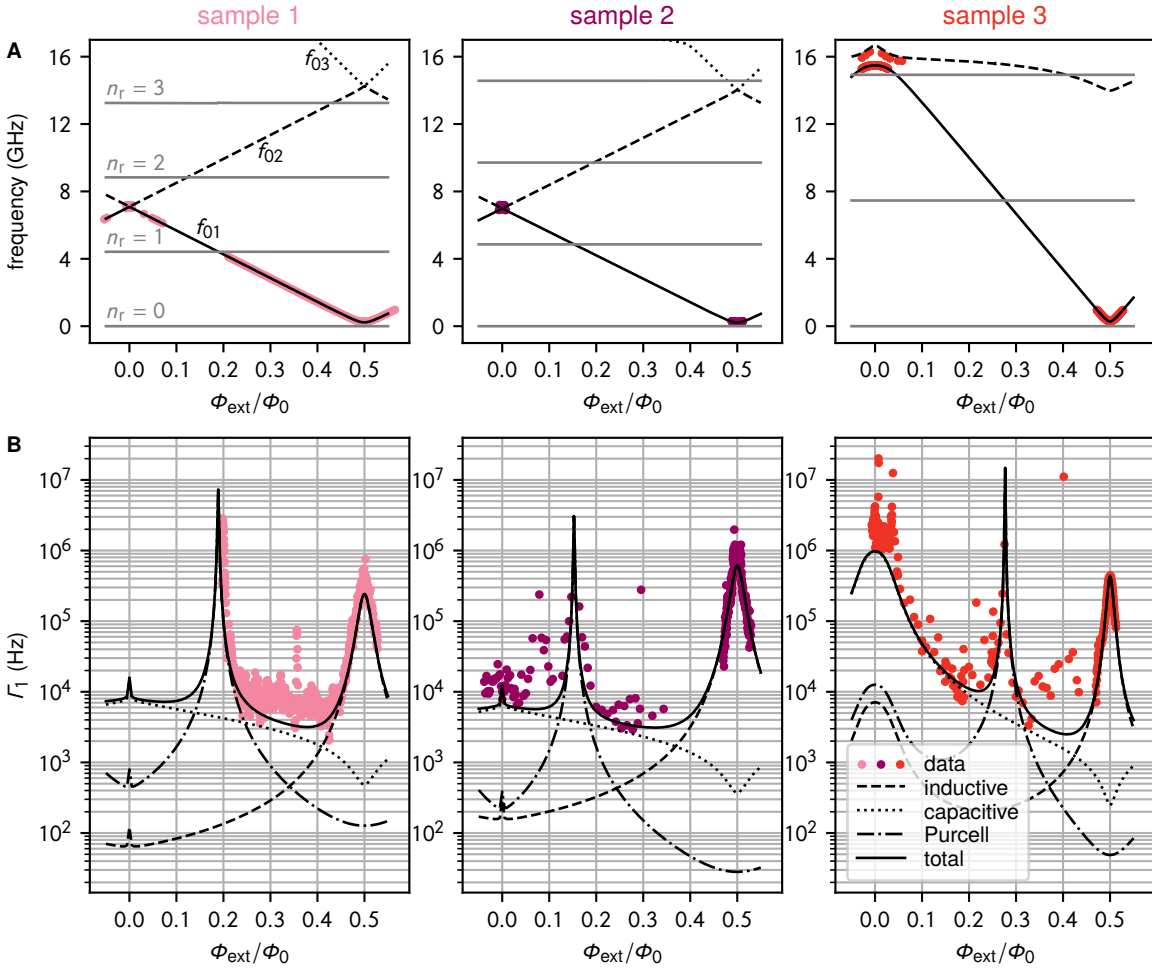 sample 1 sample 2 sample 3
A
16
12
8
4
0
frequency (GHz)
f03
nr = 3
f02
nr = 2
f01
nr = 1
nr = 0
0.0 0.1 0.2 0.3 0.4 0.5
Φext/Φ0
16
12
8
4
0
0.0 0.1 0.2 0.3 0.4 0.5
Φext/Φ0
16
12
8
4
0
0.0 0.1 0.2 0.3 0.4 0.5
Φext/Φ0
B
10^7
10^6
10^5
10^4
10^3
10^2
Γ1 (Hz)
0.0 0.1 0.2 0.3 0.4 0.5
Φext/Φ0
10^7
10^6
10^5
10^4
10^3
10^2
0.0 0.1 0.2 0.3 0.4 0.5
Φext/Φ0
10^7
10^6
10^5
10^4
10^3
10^2
data
inductive
capacitive
Purcell
total
0.0 0.1 0.2 0.3 0.4 0.5
Φext/Φ0